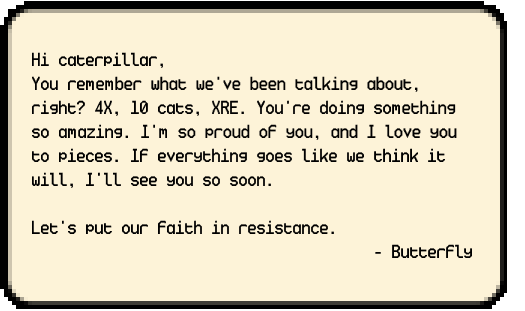 Hi caterpillar,
You remember what we've been talking about,
right? 4X, 10 cats, XRE. You're doing something
so amazing. I'm so proud of you, and I love you
to pieces. If everything goes like we think it
will, I'll see you so soon.
Let's put our faith in resistance.
- Butterfly